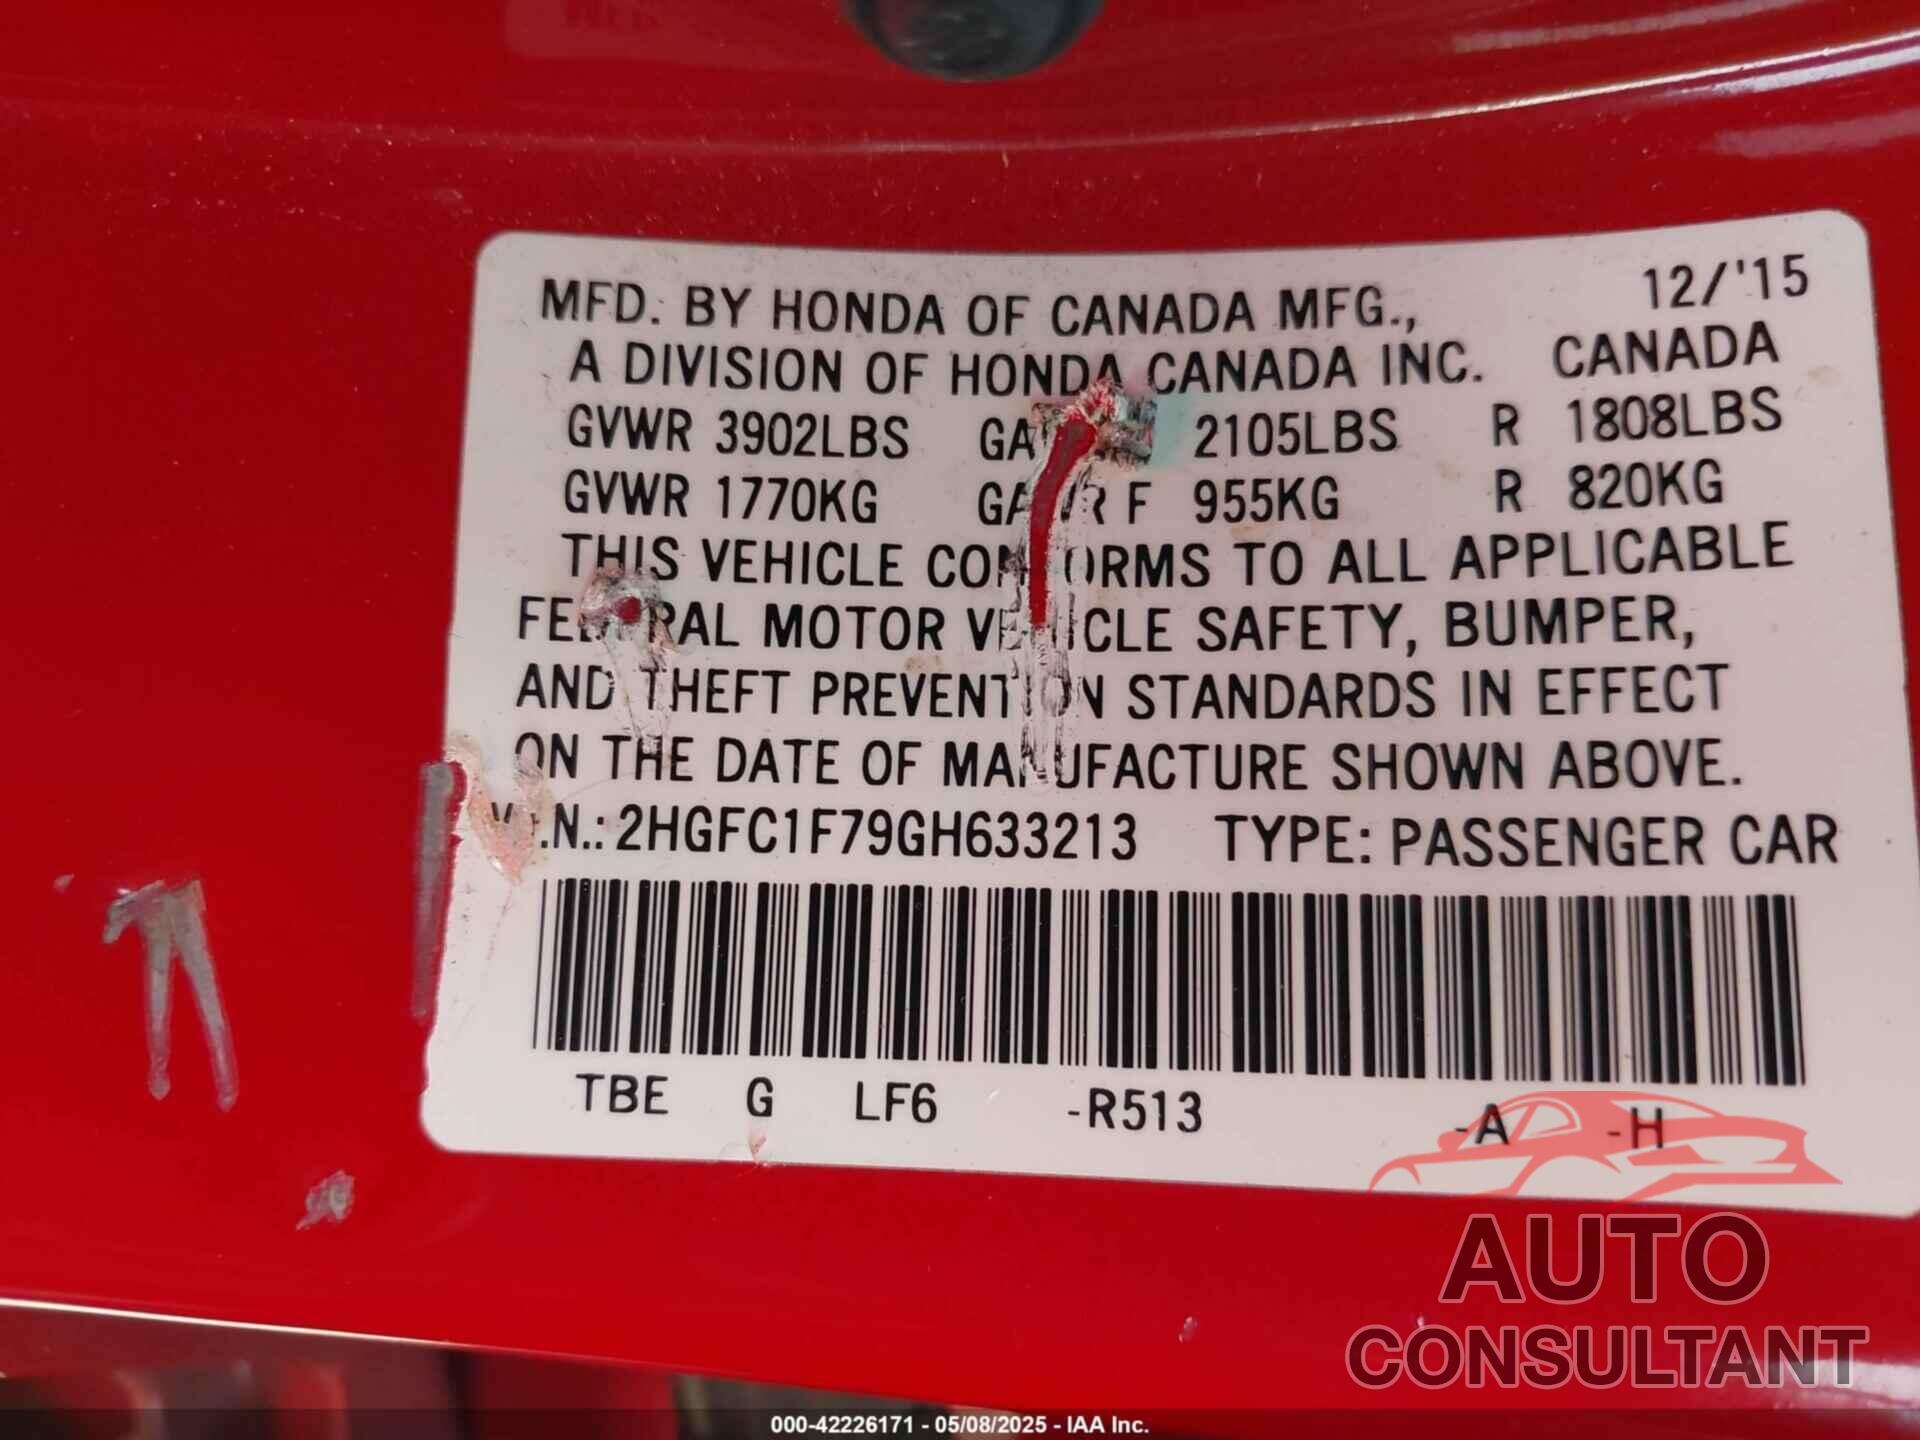 MFD. BY HONDA OF CANADA MFG., 12/'15
A DIVISION OF HONDA CANADA INC. CANADA
GVWR 3902LBS 2105LBS R 1808LBS
GVWR 1770KG F 955KG R 820KG
THIS VEHICLE CONFORMS TO ALL APPLICABLE
FEDERAL MOTOR VEHICLE SAFETY, BUMPER,
AND THEFT PREVENTION STANDARDS IN EFFECT
ON THE DATE OF MANUFACTURE SHOWN ABOVE.
V.I.N.: 2HGFC1F79GH633213 TYPE: PASSENGER CAR
TBE G LF6 -R513 -A -H
AUTO
CONSULTANT
000-42226171 - 05/08/2025 - IAA Inc.